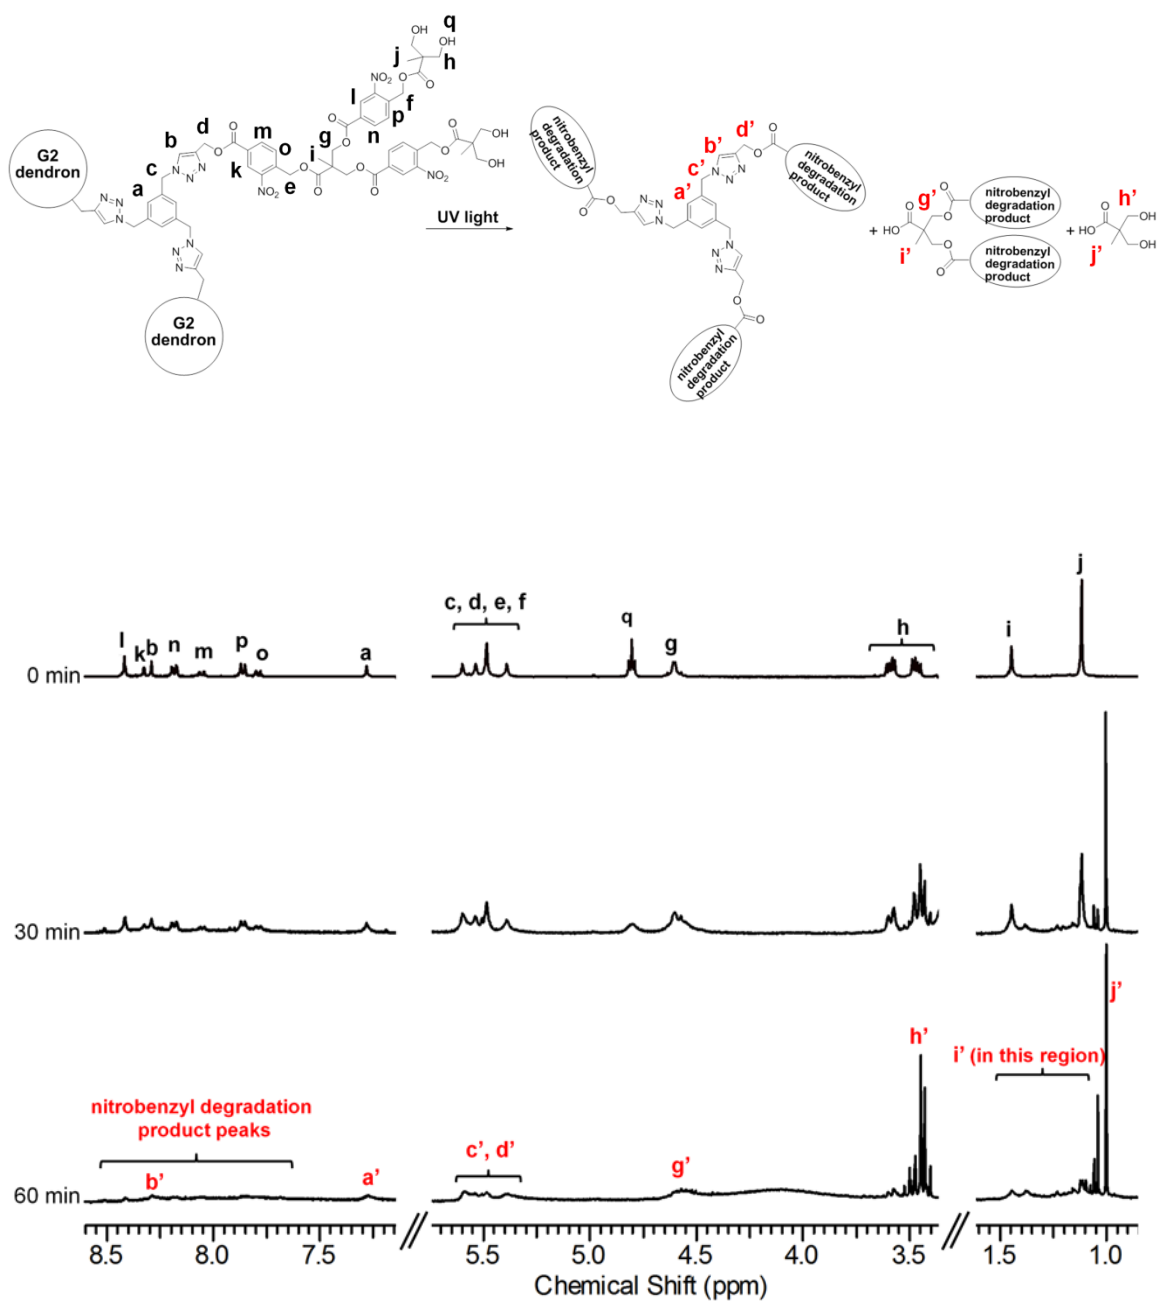 q
OH
OH
j
h
NO₂
O
O
l
f
p
g
n
O
O
b
d
m
o
i
O
O
O
OH
OH
G2
dendron
c
N
N
N
k
NO₂
e
O
O
O
O
NO₂
a
N
N
N
N
N
N
G2
dendron
UV light
nitrobenzyl
degradation
product
O
O
N
N
N
a'
b'
c'
d'
N
N
N
O
O
nitrobenzyl
degradation
product
N
N
N
O
O
nitrobenzyl
degradation
product
+
g'
O
HO
i'
O
O
nitrobenzyl
degradation
product
O
O
nitrobenzyl
degradation
product
+
h'
O
HO
OH
OH
j'
l
k
b
n
m
p
o
a
c, d, e, f
q
g
h
i
j
0 min
30 min
j'
h'
i' (in this region)
nitrobenzyl degradation
product peaks
b'
a'
c', d'
g'
60 min
8.5 8.0 7.5 5.5 5.0 4.5 4.0 3.5 1.5 1.0
Chemical Shift (ppm)